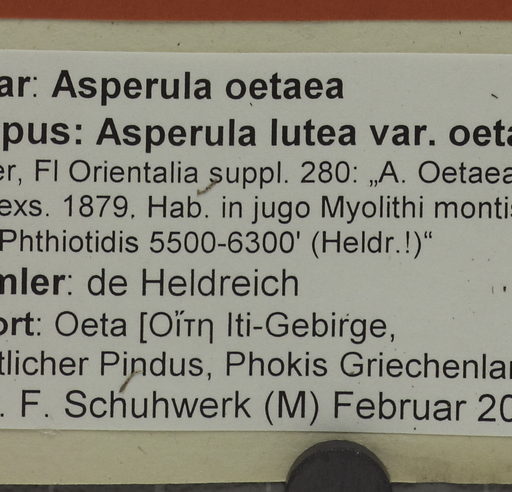 ar: Asperula oetaea
pus: Asperula lutea var. oeta
er, Fl Orientalia suppl. 280: „A. Oetaea
exs. 1879. Hab. in jugo Myolithi montis
Phthiotidis 5500-6300' (Heldr.!)“
mler: de Heldreich
ort: Oeta [Οἴτη Iti-Gebirge,
tlicher Pindus, Phokis Griechenlan
. F. Schuhwerk (M) Februar 20